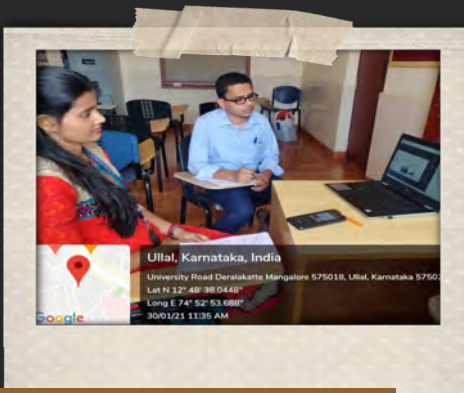 Ullal, Karnataka, India
University Road Deralakatte Mangalore 575018, Ullal, Karnataka 5750
Lat N 12° 48' 38.0448"
Long E 74° 52' 53.688"
30/01/21 11:35 AM
Google